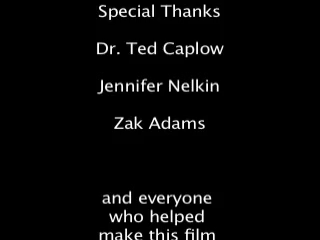 Special Thanks
Dr. Ted Caplow
Jennifer Nelkin
Zak Adams
and everyone
who helped
make this film